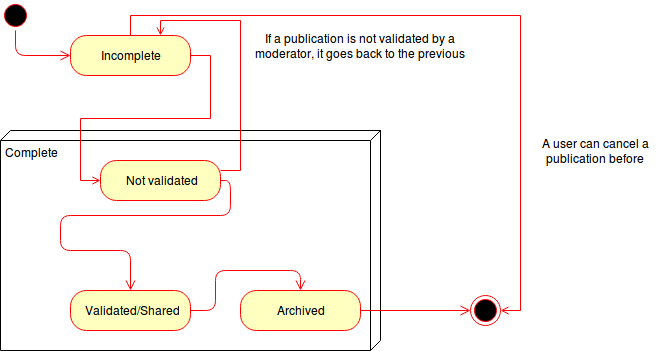 Incomplete
If a publication is not validated by a
moderator, it goes back to the previous
A user can cancel a
publication before
Complete
Not validated
Validated/Shared
Archived